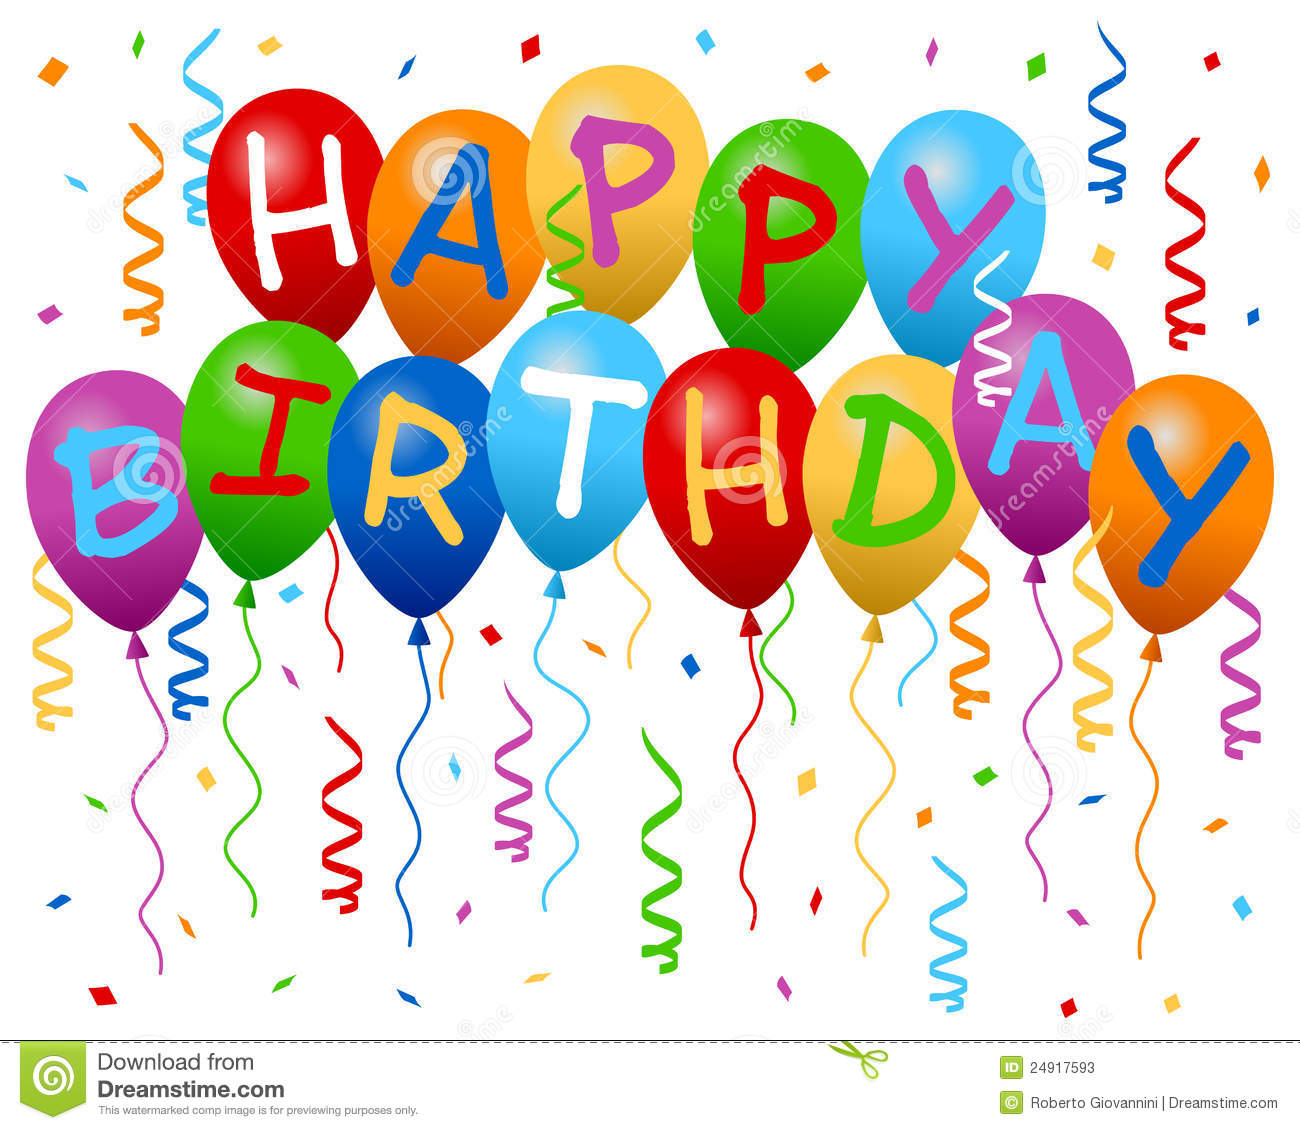 HAPPY
BIRTHDAY
Download from
Dreamstime.com
This watermarked comp image is for previewing purposes only.
ID 24917593
© Roberto Giovannini | Dreamstime.com